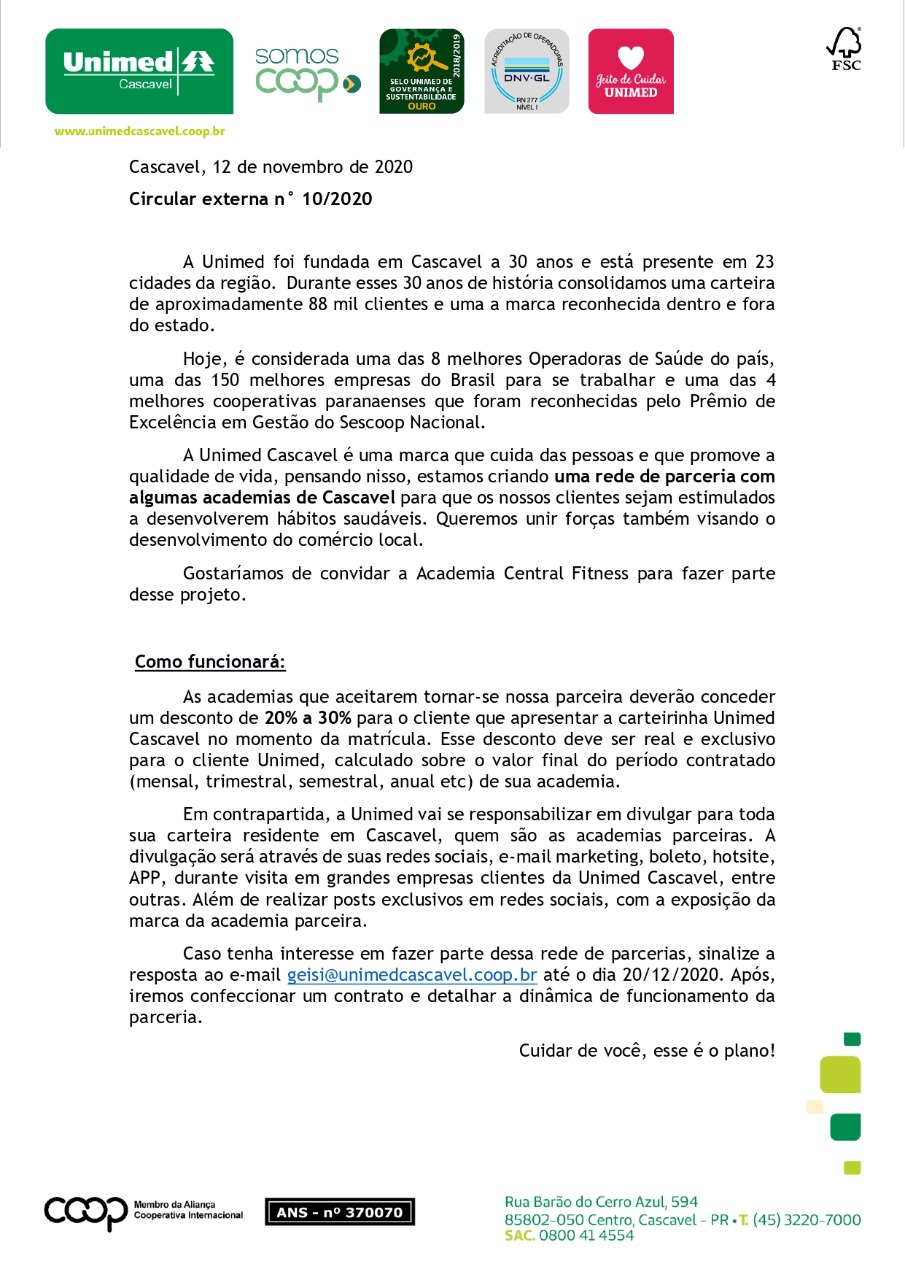 Unimed
Cascavel
www.unimedcascavel.coop.br
somos
coop
SELO UNIMED DE
GOVERNANÇA E
SUSTENTABILIDADE
OURO
2018/2019
ACREDITAÇÃO DE OPERADORAS
DNV·GL
RN 277
NÍVEL I
Jeito de Cuidar
UNIMED
FSC
Cascavel, 12 de novembro de 2020
Circular externa n° 10/2020
A Unimed foi fundada em Cascavel a 30 anos e está presente em 23
cidades da região. Durante esses 30 anos de história consolidamos uma carteira
de aproximadamente 88 mil clientes e uma a marca reconhecida dentro e fora
do estado.
Hoje, é considerada uma das 8 melhores Operadoras de Saúde do país,
uma das 150 melhores empresas do Brasil para se trabalhar e uma das 4
melhores cooperativas paranaenses que foram reconhecidas pelo Prêmio de
Excelência em Gestão do Sescoop Nacional.
A Unimed Cascavel é uma marca que cuida das pessoas e que promove a
qualidade de vida, pensando nisso, estamos criando uma rede de parceria com
algumas academias de Cascavel para que os nossos clientes sejam estimulados
a desenvolverem hábitos saudáveis. Queremos unir forças também visando o
desenvolvimento do comércio local.
Gostaríamos de convidar a Academia Central Fitness para fazer parte
desse projeto.
Como funcionará:
As academias que aceitarem tornar-se nossa parceira deverão conceder
um desconto de 20% a 30% para o cliente que apresentar a carteirinha Unimed
Cascavel no momento da matrícula. Esse desconto deve ser real e exclusivo
para o cliente Unimed, calculado sobre o valor final do período contratado
(mensal, trimestral, semestral, anual etc) de sua academia.
Em contrapartida, a Unimed vai se responsabilizar em divulgar para toda
sua carteira residente em Cascavel, quem são as academias parceiras. A
divulgação será através de suas redes sociais, e-mail marketing, boleto, hotsite,
APP, durante visita em grandes empresas clientes da Unimed Cascavel, entre
outras. Além de realizar posts exclusivos em redes sociais, com a exposição da
marca da academia parceira.
Caso tenha interesse em fazer parte dessa rede de parcerias, sinalize a
resposta ao e-mail geisi@unimedcascavel.coop.br até o dia 20/12/2020. Após,
iremos confeccionar um contrato e detalhar a dinâmica de funcionamento da
parceria.
Cuidar de você, esse é o plano!
coop
Membro da Aliança
Cooperativa Internacional
ANS - nº 370070
Rua Barão do Cerro Azul, 594
85802-050 Centro, Cascavel - PR • T. (45) 3220-7000
SAC. 0800 41 4554